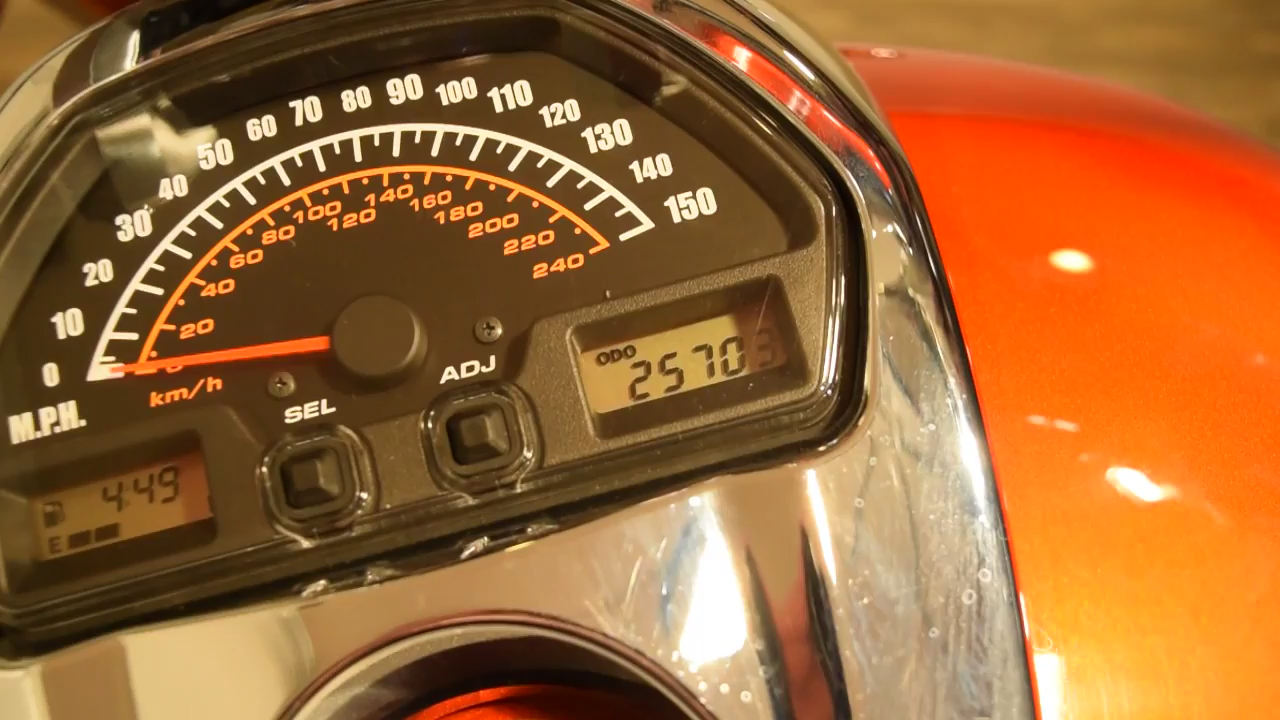 0 10 20 30 40 50 60 70 80 90 100 110 120 130 140 150
M.P.H.
0 20 40 60 80 100 120 140 160 180 200 220 240
km/h
SEL
ADJ
ODO
25703
4:49
E